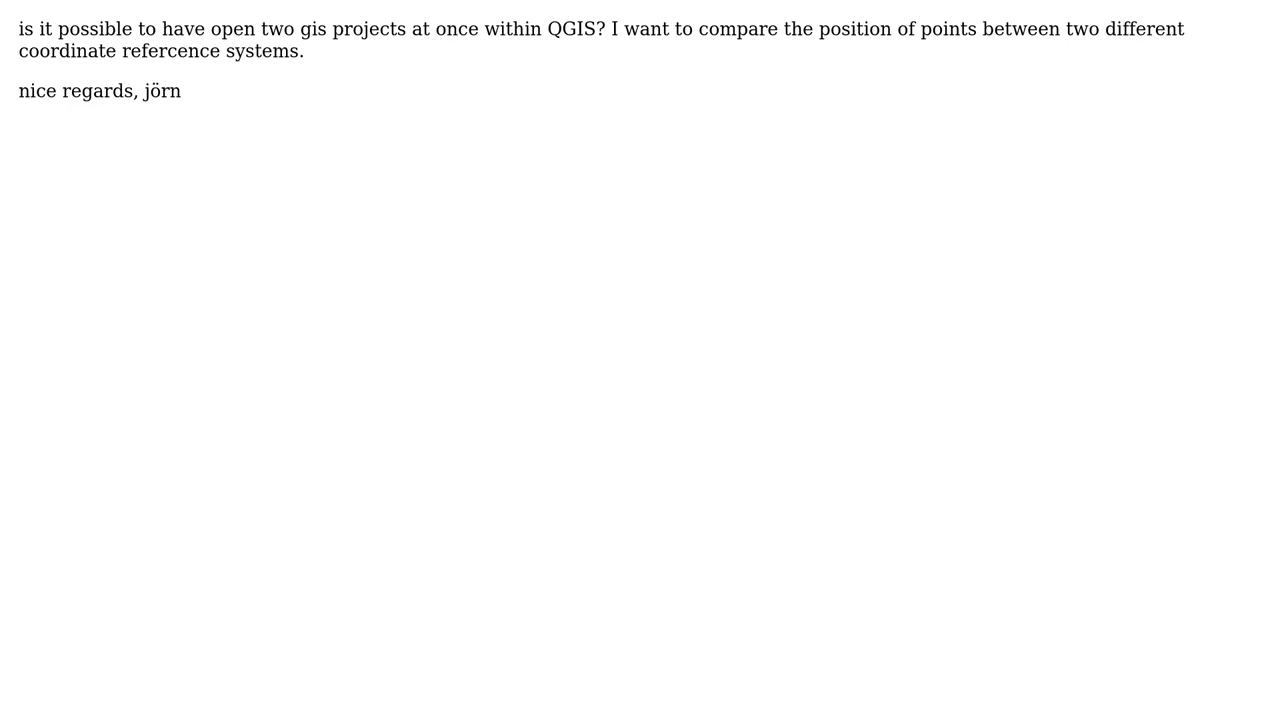 is it possible to have open two gis projects at once within QGIS? I want to compare the position of points between two different
coordinate refercence systems.
nice regards, jörn